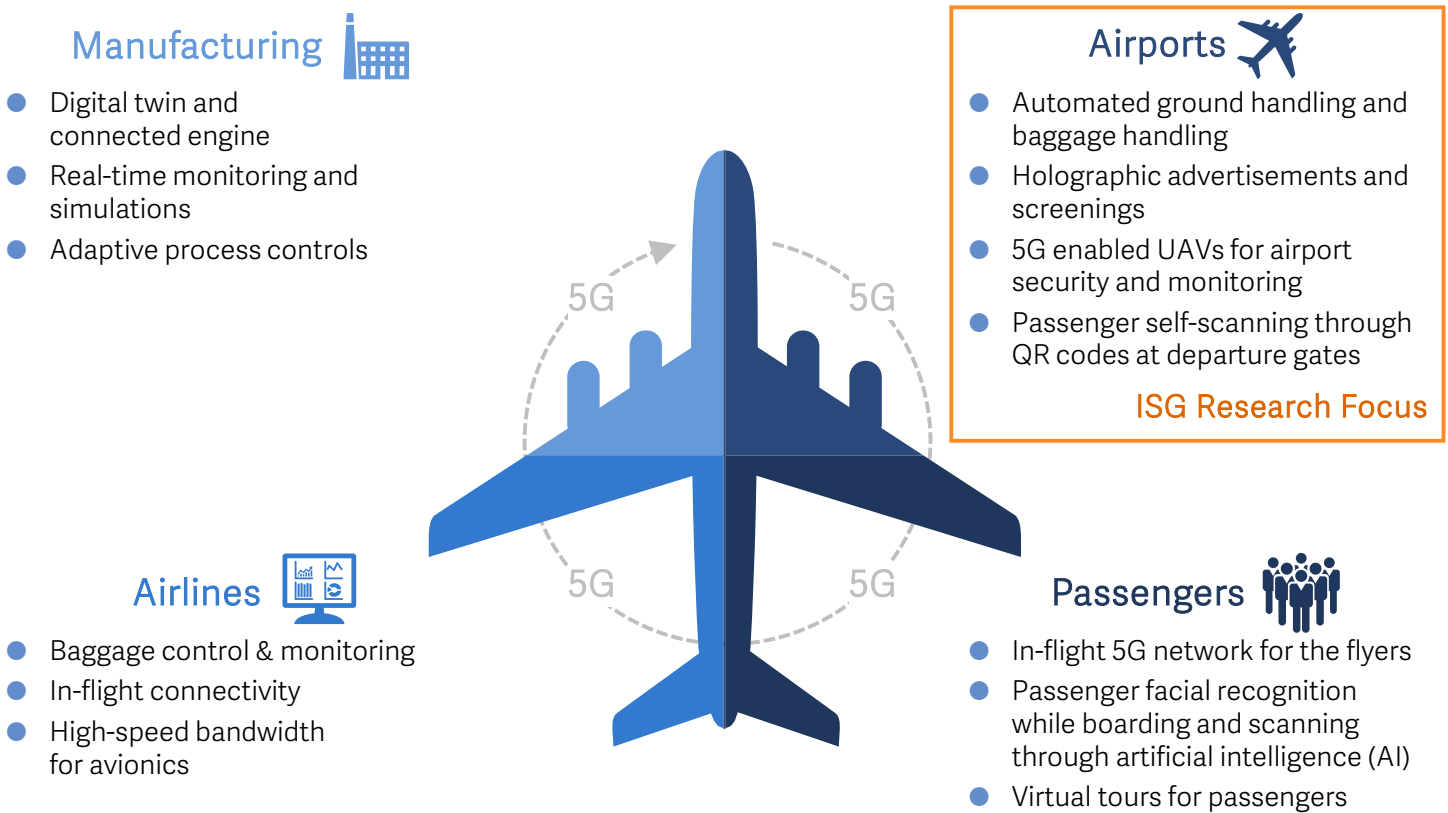 Manufacturing
Digital twin and
connected engine
Real-time monitoring and
simulations
Adaptive process controls
Airports
Automated ground handling and
baggage handling
Holographic advertisements and
screenings
5G enabled UAVs for airport
security and monitoring
Passenger self-scanning through
QR codes at departure gates
ISG Research Focus
5G
5G
5G
5G
Airlines
Baggage control & monitoring
In-flight connectivity
High-speed bandwidth
for avionics
Passengers
In-flight 5G network for the flyers
Passenger facial recognition
while boarding and scanning
through artificial intelligence (AI)
Virtual tours for passengers